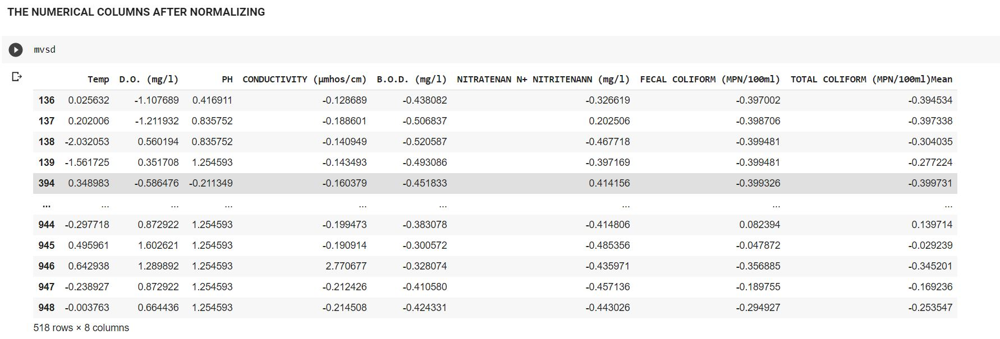 THE NUMERICAL COLUMNS AFTER NORMALIZING
mvsd
Temp D.O. (mg/l) PH CONDUCTIVITY (µmhos/cm) B.O.D. (mg/l) NITRATENAN N+ NITRITENANN (mg/l) FECAL COLIFORM (MPN/100ml) TOTAL COLIFORM (MPN/100ml)Mean
136 0.025632 -1.107689 0.416911 -0.128689 -0.438082 -0.326619 -0.397002 -0.394534
137 0.202006 -1.211932 0.835752 -0.188601 -0.506837 0.202506 -0.398706 -0.397338
138 -2.032053 0.560194 0.835752 -0.140949 -0.520587 -0.467718 -0.399481 -0.304035
139 -1.561725 0.351708 1.254593 -0.143493 -0.493086 -0.397169 -0.399481 -0.277224
394 0.348983 -0.586476 -0.211349 -0.160379 -0.451833 0.414156 -0.399326 -0.399731
... ... ... ... ... ... ... ... ...
944 -0.297718 0.872922 1.254593 -0.199473 -0.383078 -0.414806 0.082394 0.139714
945 0.495961 1.602621 1.254593 -0.190914 -0.300572 -0.485356 -0.047872 -0.029239
946 0.642938 1.289892 1.254593 2.770677 -0.328074 -0.435971 -0.356885 -0.345201
947 -0.238927 0.872922 1.254593 -0.212426 -0.410580 -0.457136 -0.189755 -0.169236
948 -0.003763 0.664436 1.254593 -0.214508 -0.424331 -0.443026 -0.294927 -0.253547
518 rows × 8 columns